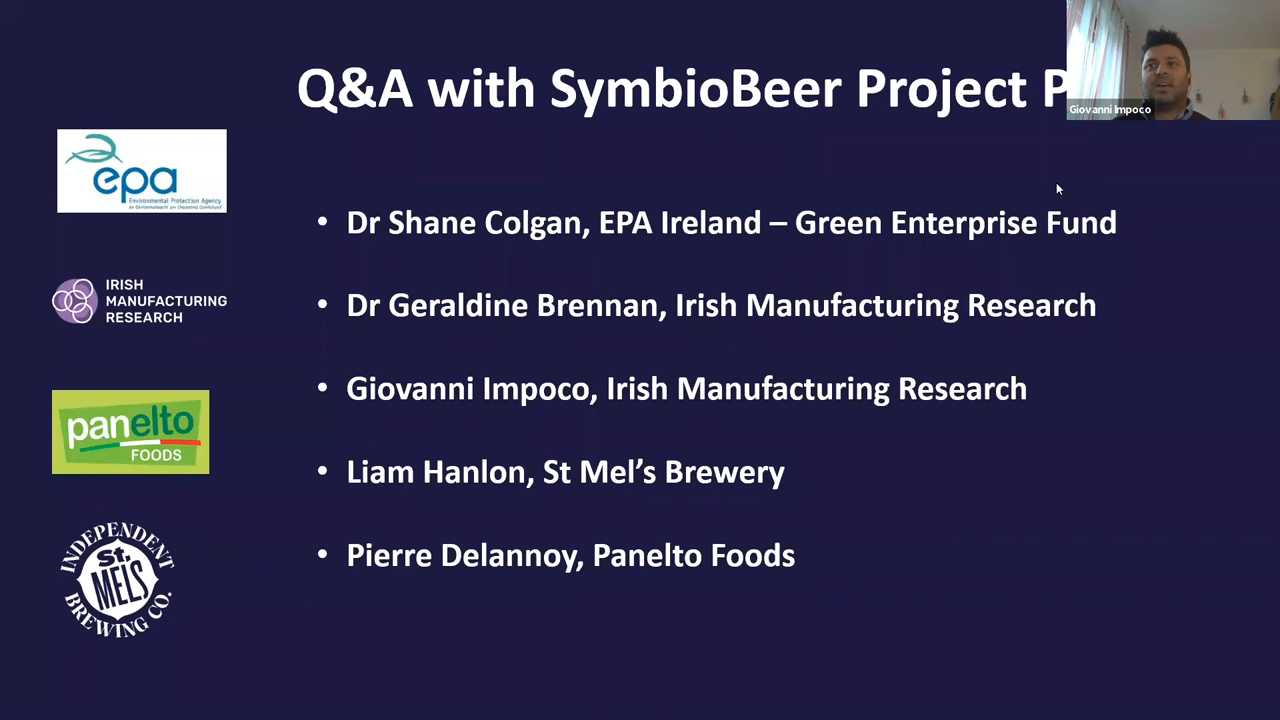 Q&A with SymbioBeer Project P
Giovanni Impoco
epa
Environmental Protection Agency
• Dr Shane Colgan, EPA Ireland – Green Enterprise Fund
IRISH
MANUFACTURING
RESEARCH
• Dr Geraldine Brennan, Irish Manufacturing Research
• Giovanni Impoco, Irish Manufacturing Research
panelto
FOODS
• Liam Hanlon, St Mel’s Brewery
INDEPENDENT
St.
MELS
BREWING CO.
• Pierre Delannoy, Panelto Foods